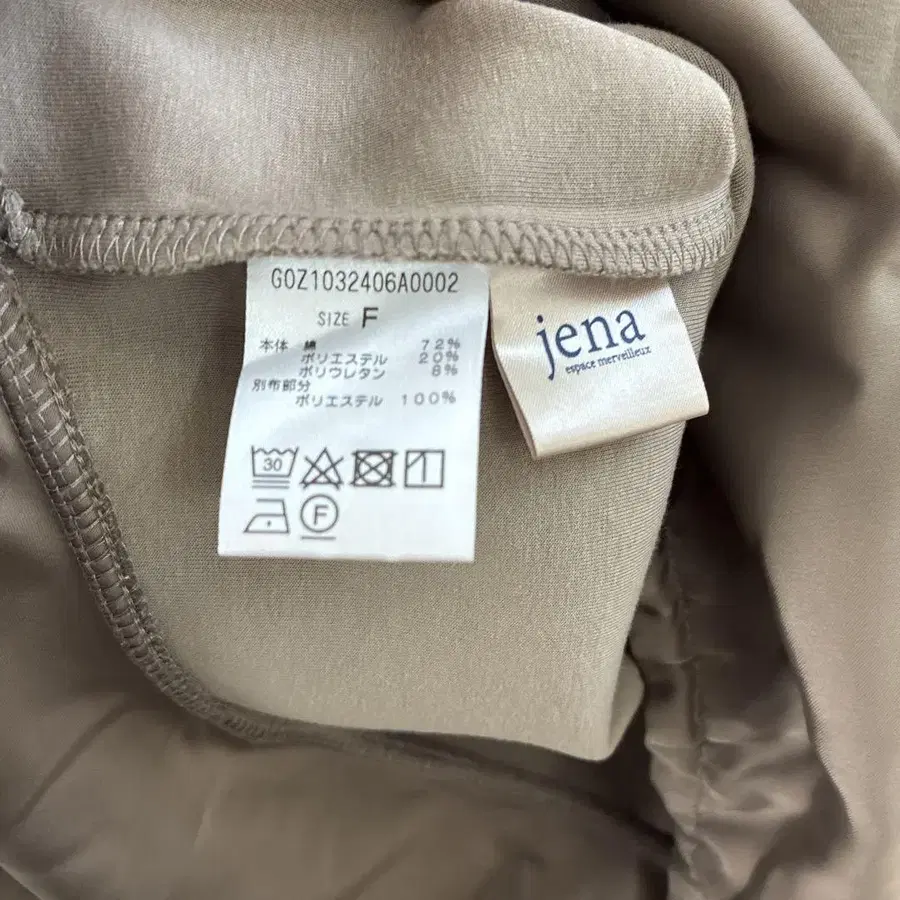 G0Z1032406A0002
SIZE F
本体 綿 72%
ポリエステル 20%
ポリウレタン 8%
別布部分
ポリエステル 100%
30
F
jena
espace merveilleux